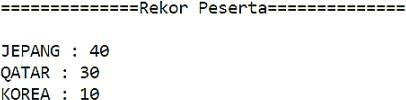 ==============Rekor Peserta==============
JEPANG : 40
QATAR : 30
KOREA : 10